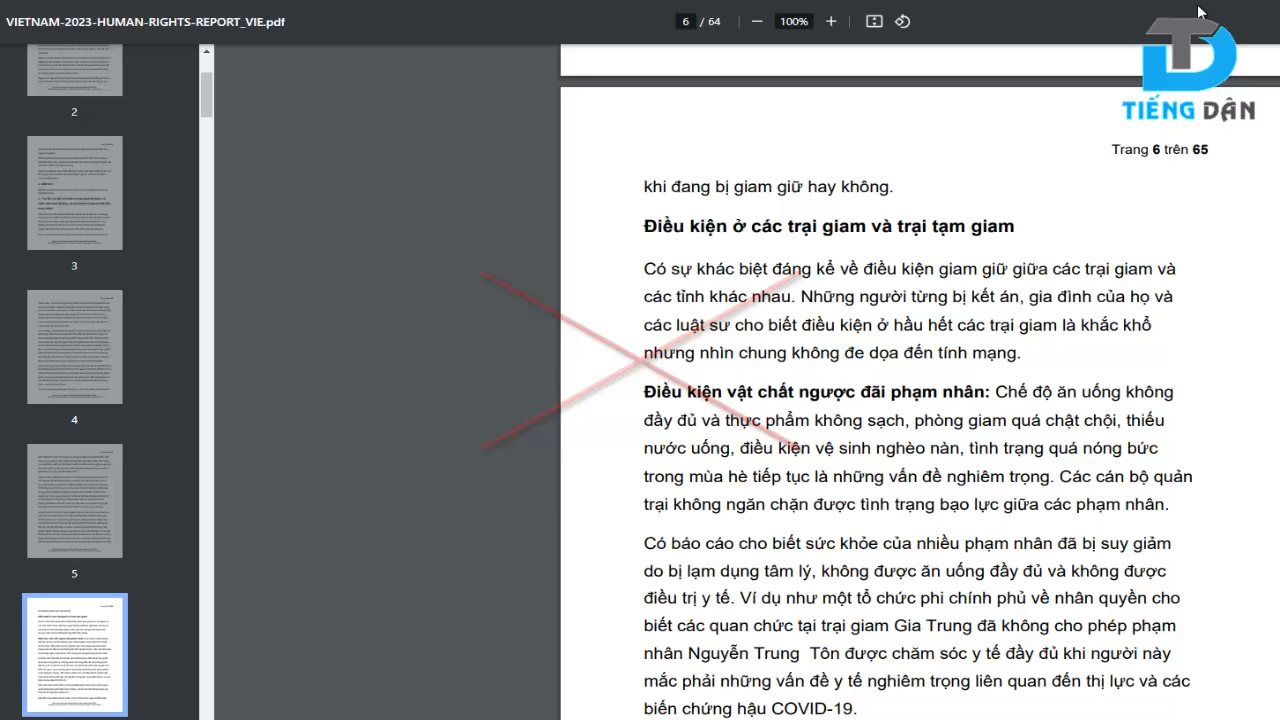 VIETNAM-2023-HUMAN-RIGHTS-REPORT_VIE.pdf
6 / 64
100%
TIẾNG DÂN
2
3
4
5
Trang 6 trên 65
khi đang bị giam giữ hay không.
Điều kiện ở các trại giam và trại tạm giam
Có sự khác biệt đáng kể về điều kiện giam giữ giữa các trại giam và
các tỉnh khác nhau. Những người từng bị kết án, gia đình của họ và
các luật sư cho biết điều kiện ở hầu hết các trại giam là khắc khổ
nhưng nhìn chung không đe dọa đến tính mạng.
Điều kiện vật chất ngược đãi phạm nhân: Chế độ ăn uống không
đầy đủ và thực phẩm không sạch, phòng giam quá chật chội, thiếu
nước uống, điều kiện vệ sinh nghèo nàn, tình trạng quá nóng bức
trong mùa hè tiếp tục là những vấn đề nghiêm trọng. Các cán bộ quản
trại không ngăn chặn được tình trạng bạo lực giữa các phạm nhân.
Có báo cáo cho biết sức khỏe của nhiều phạm nhân đã bị suy giảm
do bị lạm dụng tâm lý, không được ăn uống đầy đủ và không được
điều trị y tế. Ví dụ như một tổ chức phi chính phủ về nhân quyền cho
biết các quan chức tại trại giam Gia Trung đã không cho phép phạm
nhân Nguyễn Trung Tôn được chăm sóc y tế đầy đủ khi người này
mắc phải những vấn đề y tế nghiêm trọng liên quan đến thị lực và các
biến chứng hậu COVID-19.